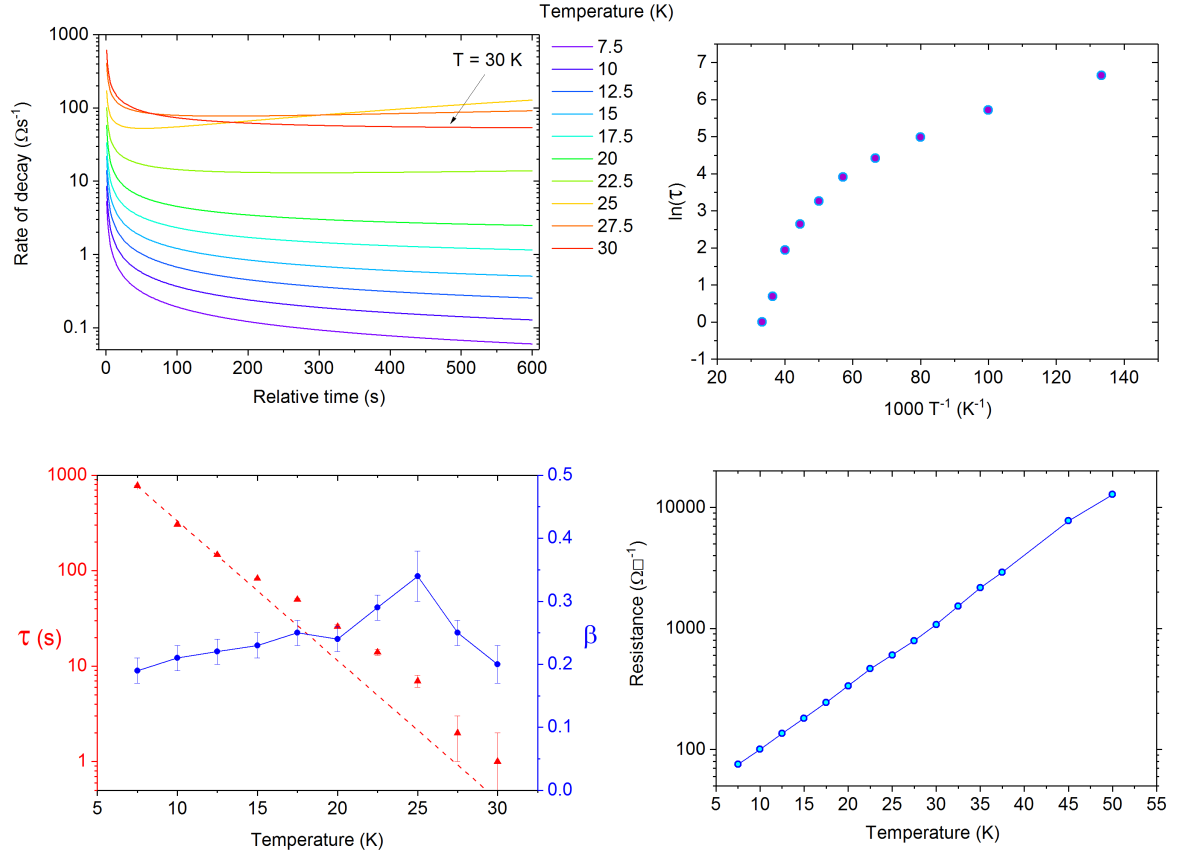 Temperature (K)
1000
100
10
1
0.1
Rate of decay (Ωs⁻¹)
T = 30 K
0 100 200 300 400 500 600
Relative time (s)
7.5
10
12.5
15
17.5
20
22.5
25
27.5
30
7
6
5
4
3
2
1
0
-1
ln(τ)
20 40 60 80 100 120 140
1000 T⁻¹ (K⁻¹)
1000
100
10
1
τ (s)
0.5
0.4
0.3
0.2
0.1
0.0
β
5 10 15 20 25 30
Temperature (K)
10000
1000
100
Resistance (Ω□⁻¹)
5 10 15 20 25 30 35 40 45 50 55
Temperature (K)